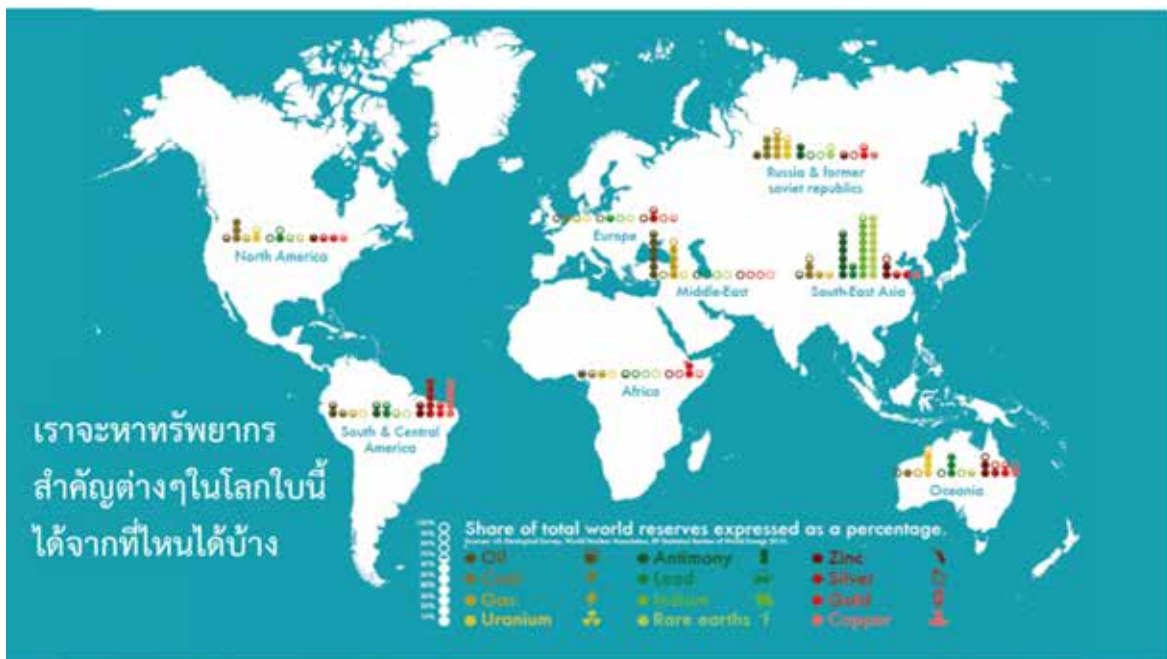 Russia & former
soviet republics
Europe
North America
Middle-East
South-East Asia
Africa
South & Central
America
Oceania
เราจะหาทรัพยากร
สำคัญต่างๆในโลกใบนี้
ได้จากที่ไหนได้บ้าง
Share of total world reserves expressed as a percentage.
Oil
Coal
Gas
Uranium
Antimony
Lead
Indium
Rare earths
Zinc
Silver
Gold
Copper